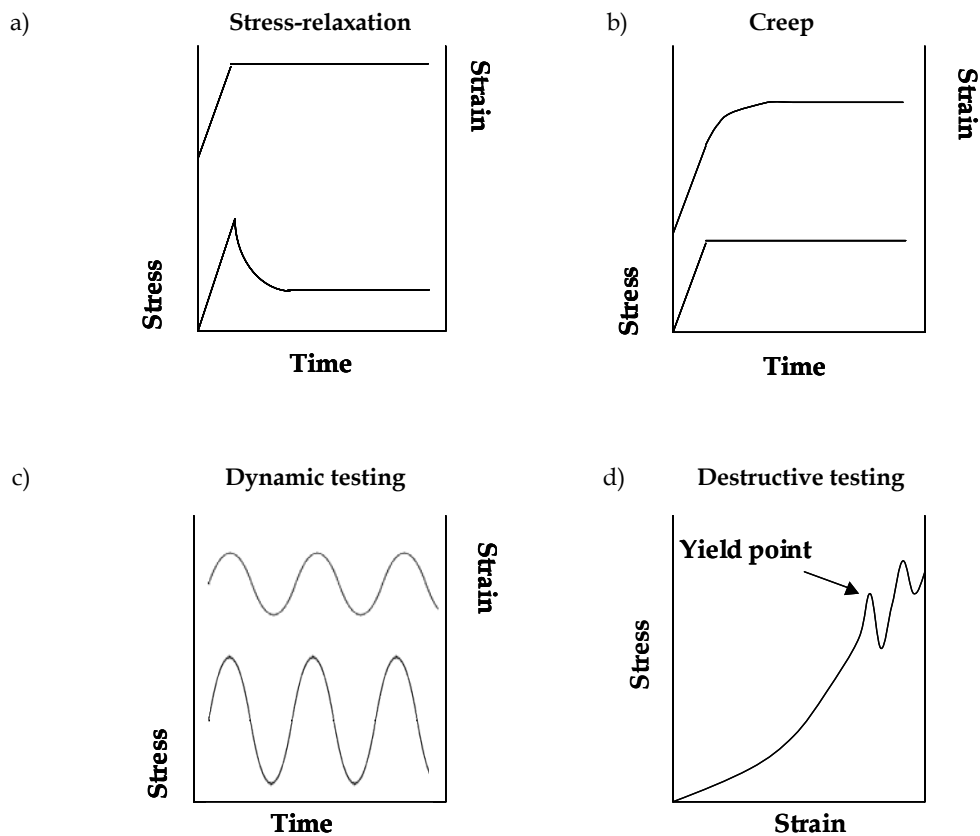 a)
Stress-relaxation
Strain
Stress
Time
b)
Creep
Strain
Stress
Time
c)
Dynamic testing
Strain
Stress
Time
d)
Destructive testing
Yield point
Stress
Strain